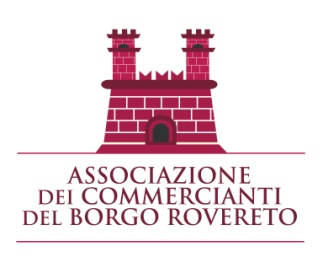 ASSOCIAZIONE
DEI COMMERCIANTI
DEL BORGO ROVERETO